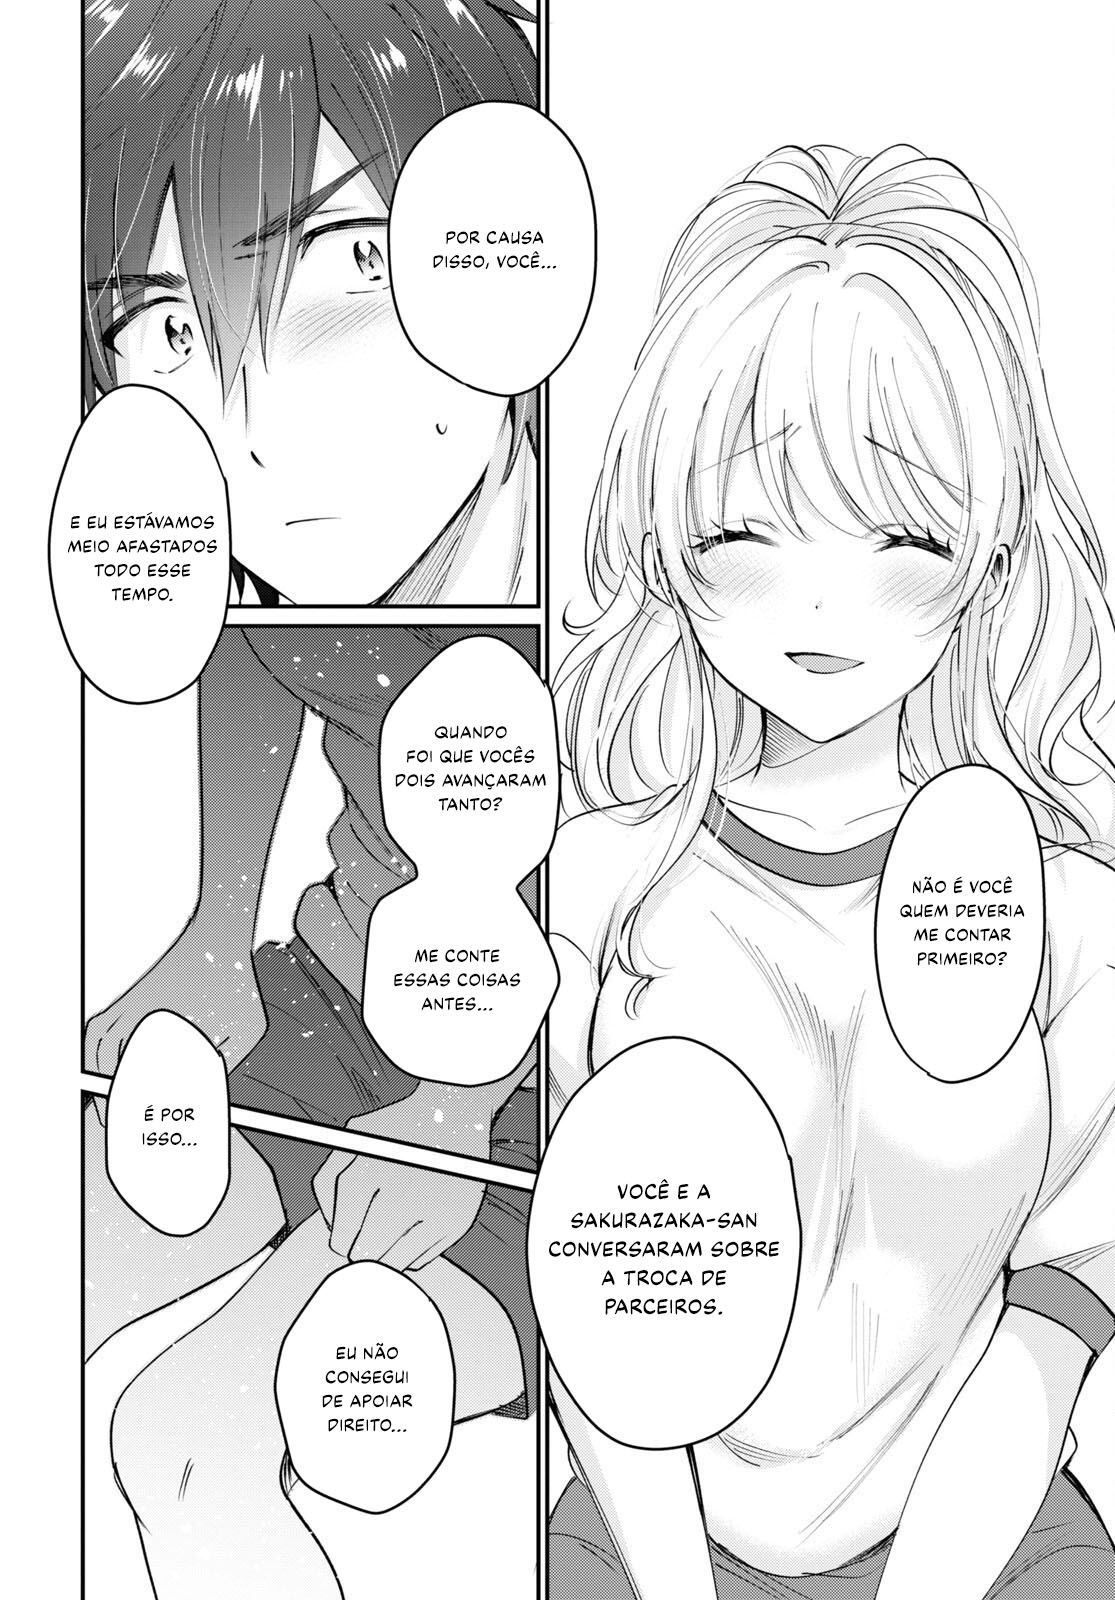 NÃO É VOCÊ
QUEM DEVERIA
ME CONTAR
PRIMEIRO?
VOCÊ E A
SAKURAZAKA-SAN
CONVERSARAM SOBRE
A TROCA DE
PARCEIROS.
POR CAUSA
DISSO, VOCÊ...
E EU ESTÁVAMOS
MEIO AFASTADOS
TODO ESSE
TEMPO.
QUANDO
FOI QUE VOCÊS
DOIS AVANÇARAM
TANTO?
ME CONTE
ESSAS COISAS
ANTES...
É POR
ISSO...
EU NÃO
CONSEGUI
DE APOIAR
DIREITO...